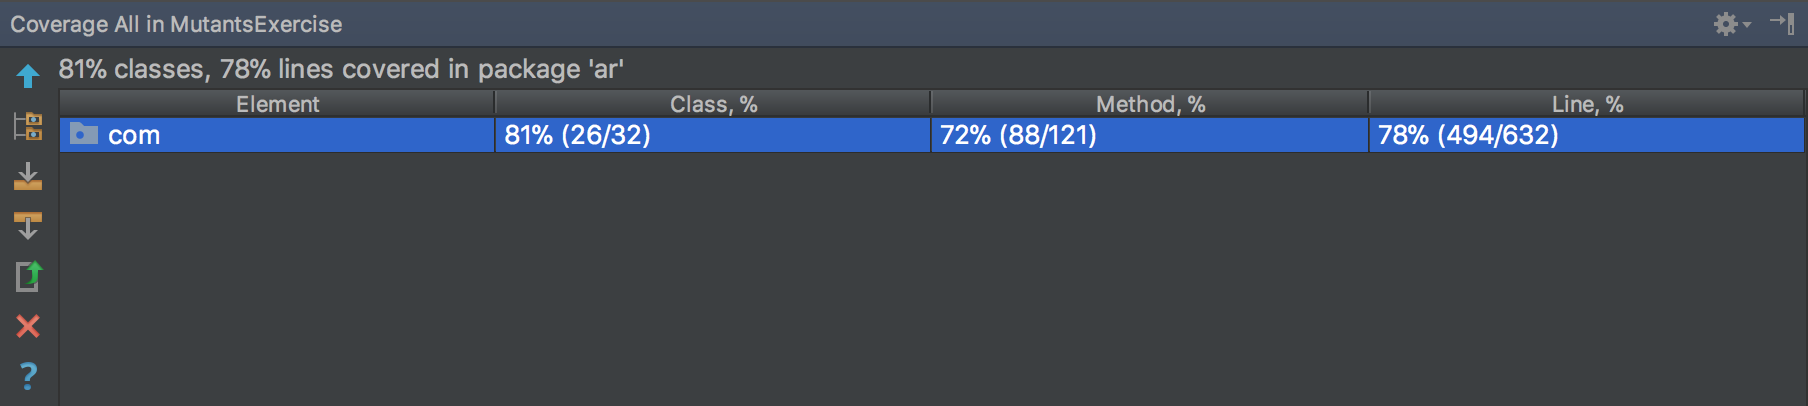 Coverage All in MutantsExercise
81% classes, 78% lines covered in package 'ar'
Element Class, % Method, % Line, %
com 81% (26/32) 72% (88/121) 78% (494/632)
?